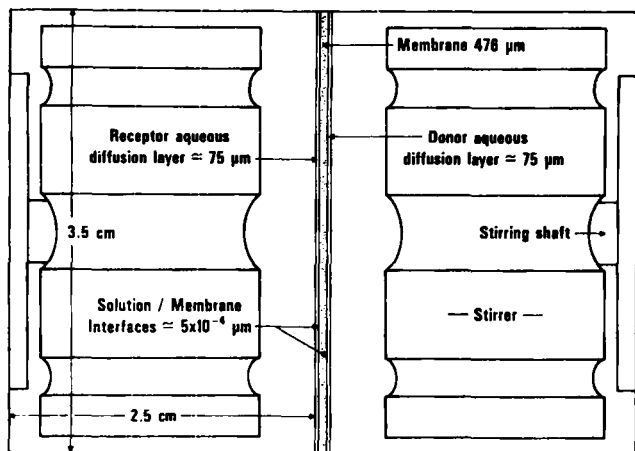 Membrane 476 μm
Receptor aqueous
diffusion layer ≃ 75 μm
Donor aqueous
diffusion layer ≃ 75 μm
3.5 cm
Stirring shaft
Solution / Membrane
Interfaces ≃ 5x10⁻⁴ μm
— Stirrer —
2.5 cm